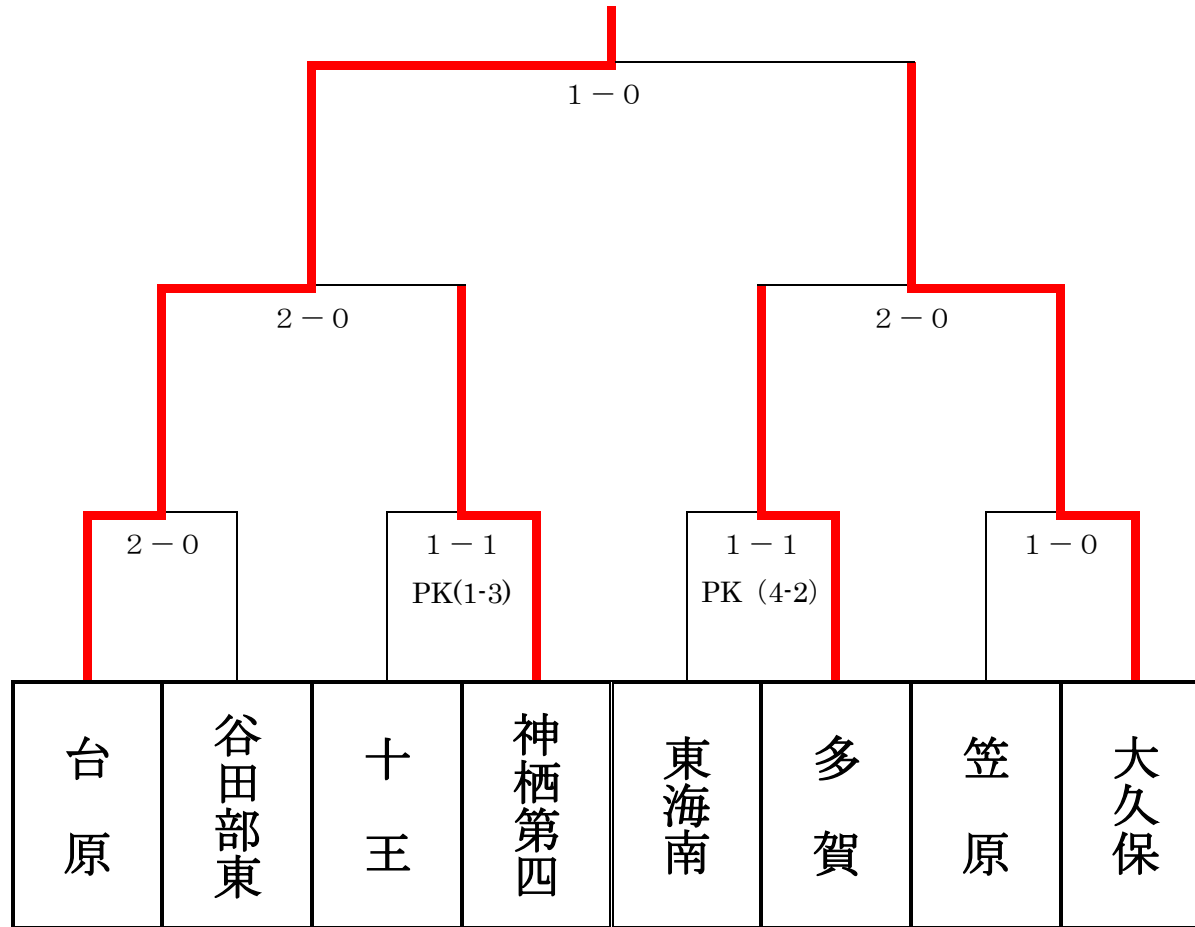 １－０
２－０
２－０
２－０
１－１
PK(1-3)
１－１
PK（4-2）
１－０
台原
谷田部東
十王
神栖第四
東海南
多賀
笠原
大久保